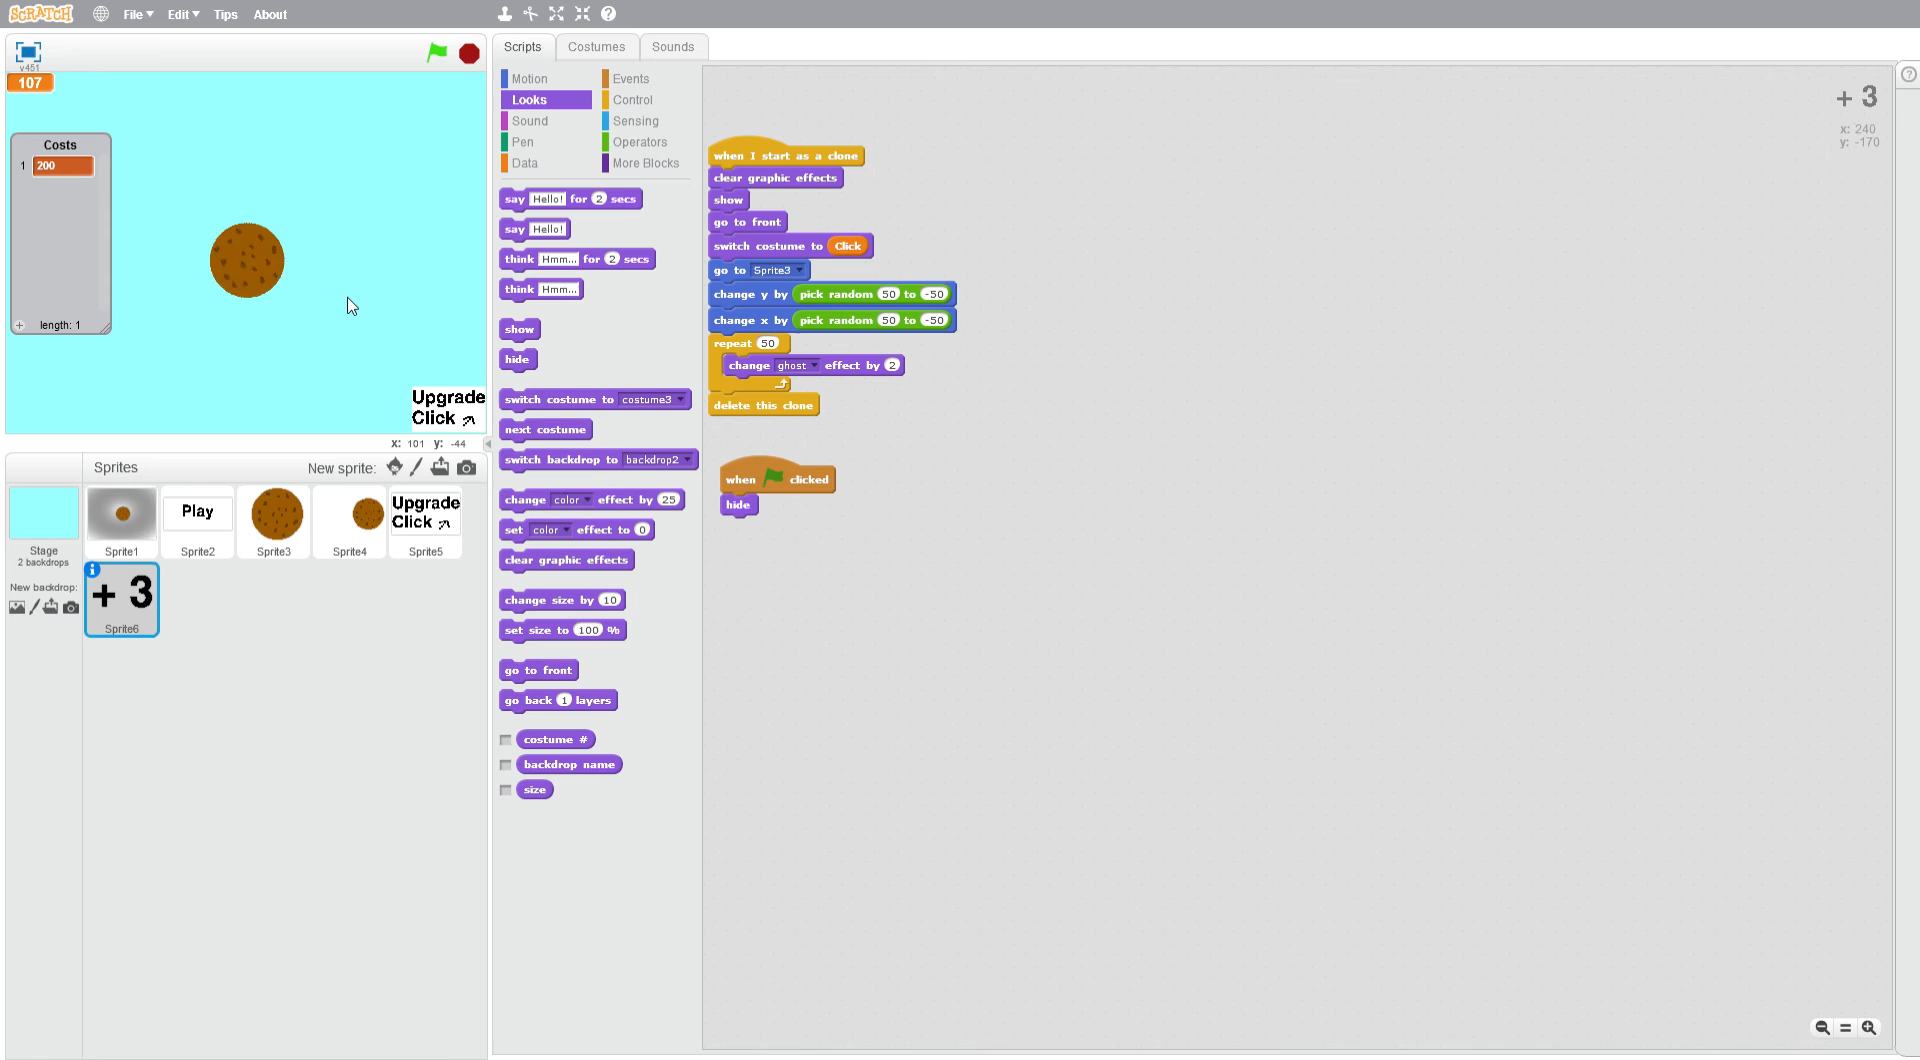 SCRATCH File Edit Tips About
v451
107
Costs
1 200
length: 1
Upgrade
Click
x: 101 y: -44
Sprites New sprite:
Stage
2 backdrops
New backdrop:
Sprite1
Play
Sprite2
Sprite3
Sprite4
Upgrade
Click
Sprite5
+ 3
Sprite6
Scripts Costumes Sounds
Motion Events
Looks Control
Sound Sensing
Pen Operators
Data More Blocks
say Hello! for 2 secs
say Hello!
think Hmm... for 2 secs
think Hmm...
show
hide
switch costume to costume3
next costume
switch backdrop to backdrop2
change color effect by 25
set color effect to 0
clear graphic effects
change size by 10
set size to 100 %
go to front
go back 1 layers
costume #
backdrop name
size
when I start as a clone
clear graphic effects
show
go to front
switch costume to Click
go to Sprite3
change y by pick random 50 to -50
change x by pick random 50 to -50
repeat 50
change ghost effect by 2
delete this clone
when clicked
hide
+ 3
x: 240
y: -170